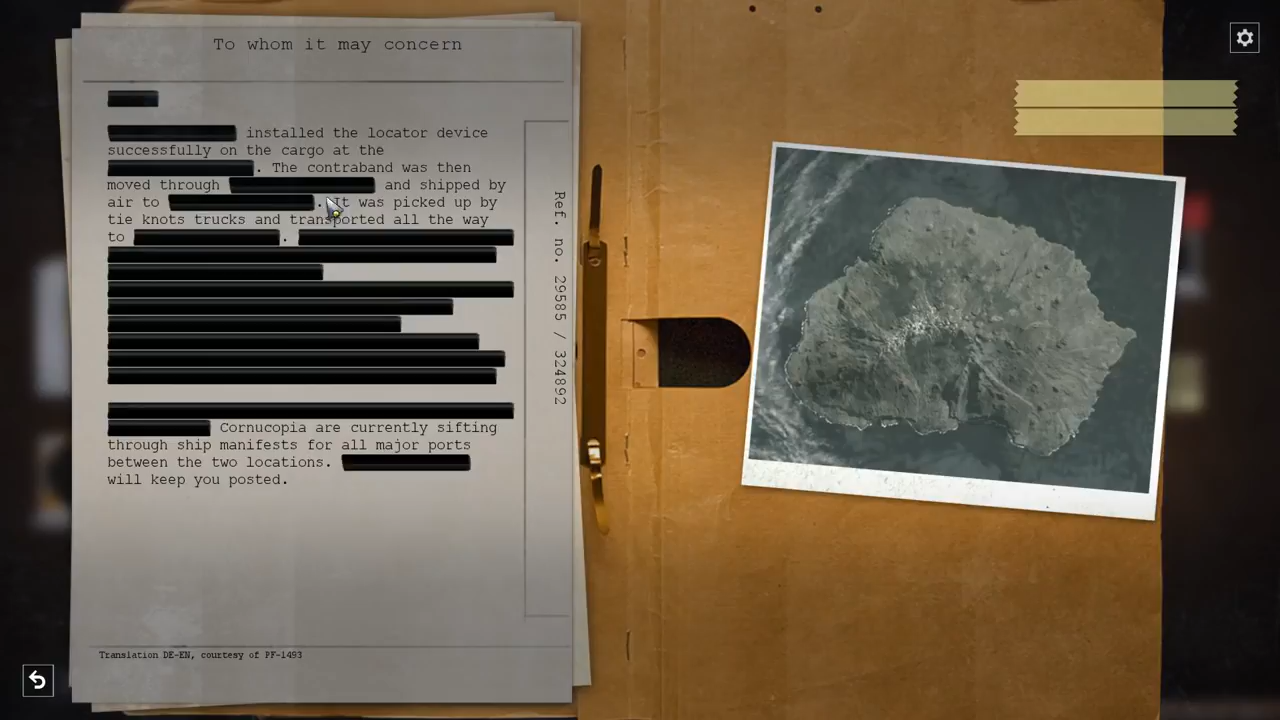 To whom it may concern
installed the locator device
successfully on the cargo at the
. The contraband was then
moved through and shipped by
air to . It was picked up by
tie knots trucks and transported all the way
to .
Cornucopia are currently sifting
through ship manifests for all major ports
between the two locations.
will keep you posted.
Translation DE-EN, courtesy of PF-1493
Ref. no. 29585 / 324892